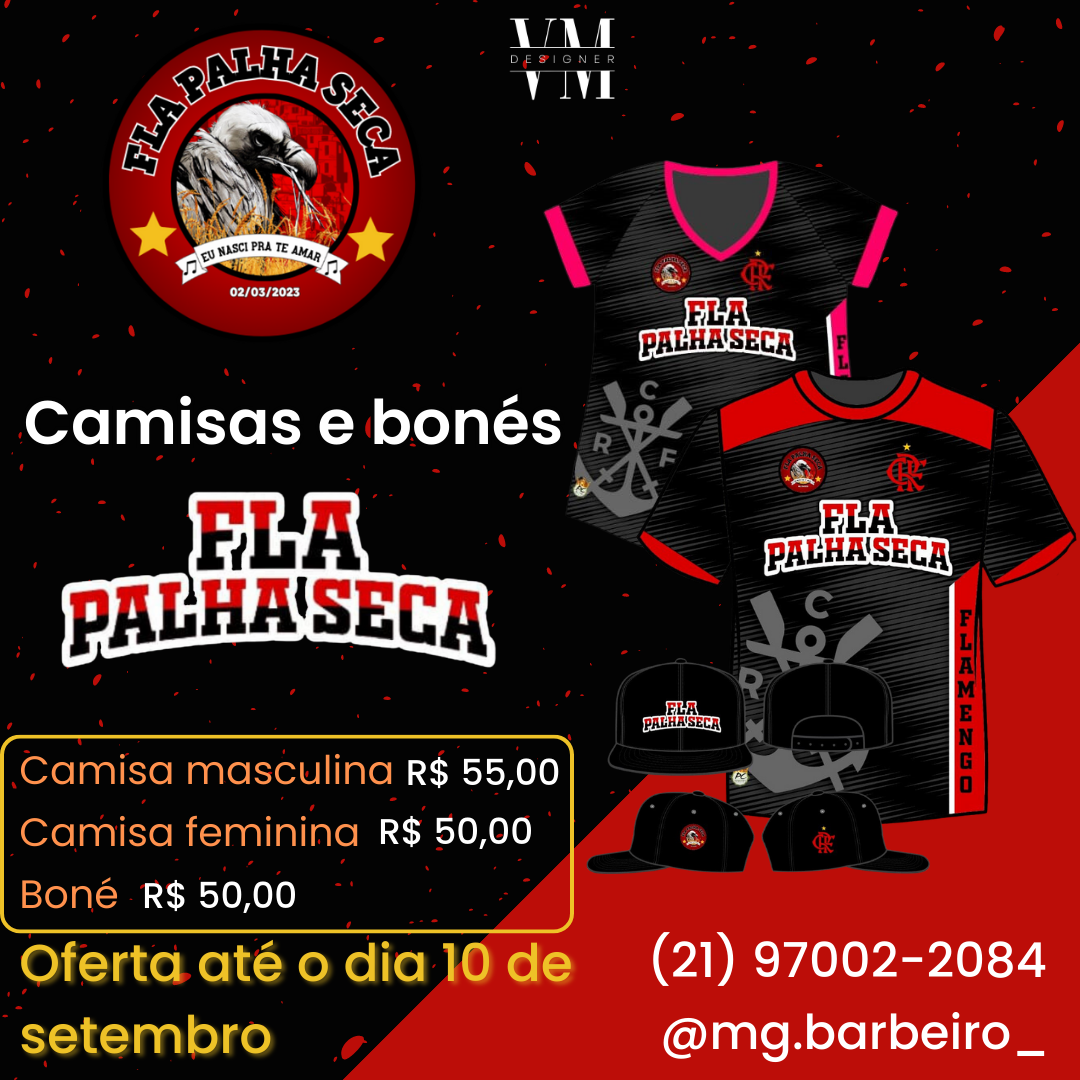 VM
DESIGNER
VM
FLA PALHA SECA
EU NASCI PRA TE AMAR
02/03/2023
FLA
PALHA SECA
F
L
C
O
R F
Camisas e bonés
FLA
PALHA SECA
FLA
PALHA SECA
C
O
R
FLAMENGO
FLA
PALHA SECA
Camisa masculina R$ 55,00
Camisa feminina R$ 50,00
Boné R$ 50,00
Oferta até o dia 10 de
setembro
(21) 97002-2084
@mg.barbeiro_